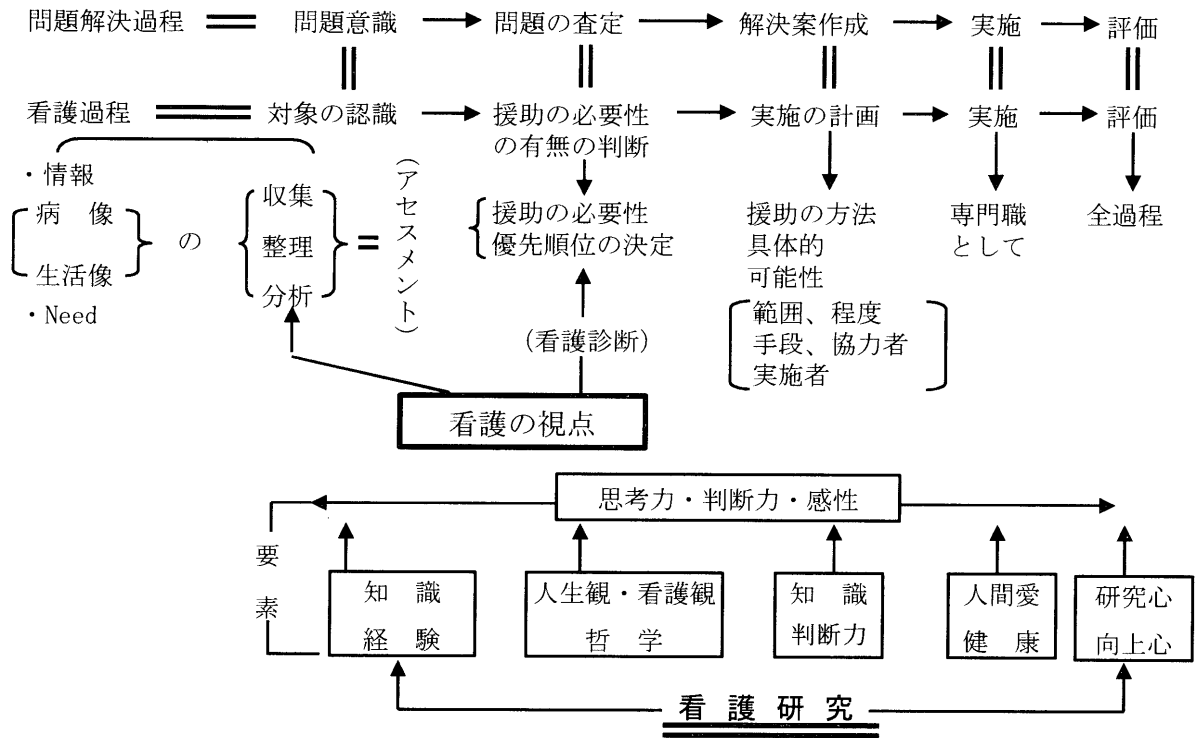 問題解決過程 問題意識 問題の査定 解決案作成 実施 評価
看護過程 対象の認識 援助の必要性の有無の判断 実施の計画 実施 評価
・情報
病 像
生活像
・Need
の
収集
整理
分析
(アセスメント)
援助の必要性
優先順位の決定
援助の方法
具体的
可能性
範囲、程度
手段、協力者
実施者
専門職
として
全過程
(看護診断)
看護の視点
思考力・判断力・感性
要素
知 識
経 験
人生観・看護観
哲 学
知 識
判断力
人間愛
健 康
研究心
向上心
看護研究